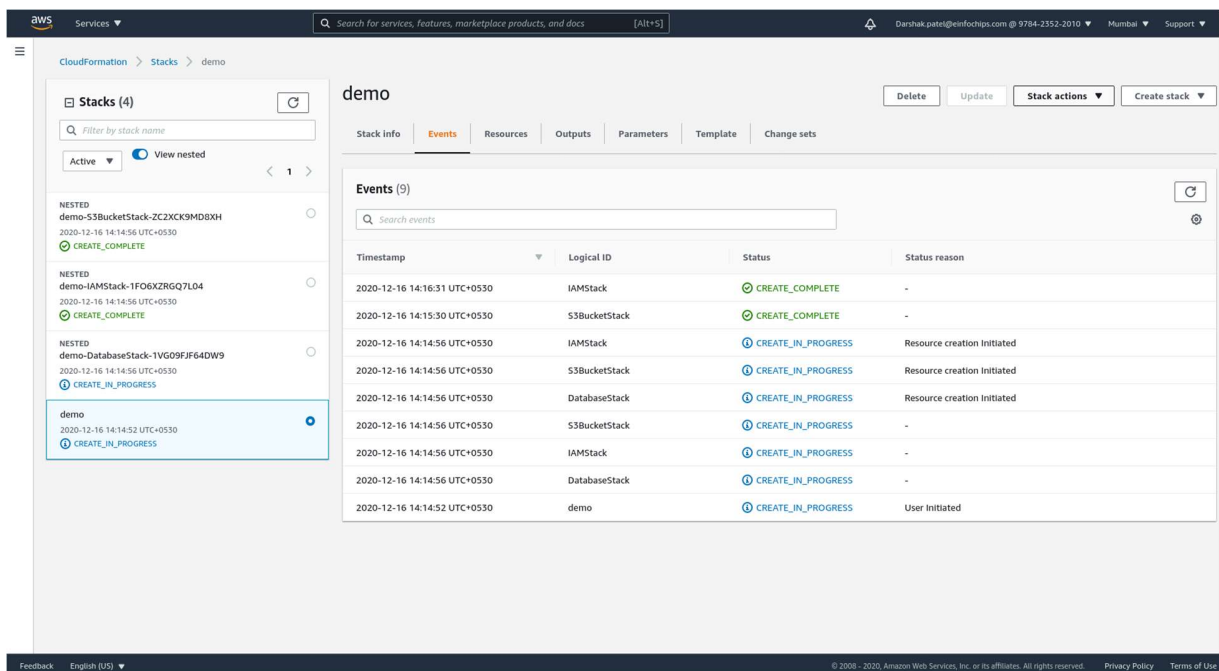 aws Services ▼ Search for services, features, marketplace products, and docs [Alt+S] Darshak.patel@einfochips.com @ 9784-2352-2010 ▼ Mumbai ▼ Support ▼
CloudFormation > Stacks > demo
Stacks (4)
Filter by stack name
Active ▼ View nested
< 1 >
NESTED
demo-S3BucketStack-ZC2XCK9MD8XH
2020-12-16 14:14:56 UTC+0530
CREATE_COMPLETE
NESTED
demo-IAMStack-1FO6XZRGQ7L04
2020-12-16 14:14:56 UTC+0530
CREATE_COMPLETE
NESTED
demo-DatabaseStack-1VG09FJF64DW9
2020-12-16 14:14:56 UTC+0530
CREATE_IN_PROGRESS
demo
2020-12-16 14:14:52 UTC+0530
CREATE_IN_PROGRESS
demo
Delete Update Stack actions ▼ Create stack ▼
Stack info Events Resources Outputs Parameters Template Change sets
Events (9)
Search events
Timestamp ▼ Logical ID Status Status reason
2020-12-16 14:16:31 UTC+0530 IAMStack CREATE_COMPLETE -
2020-12-16 14:15:30 UTC+0530 S3BucketStack CREATE_COMPLETE -
2020-12-16 14:14:56 UTC+0530 IAMStack CREATE_IN_PROGRESS Resource creation Initiated
2020-12-16 14:14:56 UTC+0530 S3BucketStack CREATE_IN_PROGRESS Resource creation Initiated
2020-12-16 14:14:56 UTC+0530 DatabaseStack CREATE_IN_PROGRESS Resource creation Initiated
2020-12-16 14:14:56 UTC+0530 S3BucketStack CREATE_IN_PROGRESS -
2020-12-16 14:14:56 UTC+0530 IAMStack CREATE_IN_PROGRESS -
2020-12-16 14:14:56 UTC+0530 DatabaseStack CREATE_IN_PROGRESS -
2020-12-16 14:14:52 UTC+0530 demo CREATE_IN_PROGRESS User Initiated
Feedback English (US) ▼ © 2008 - 2020, Amazon Web Services, Inc. or its affiliates. All rights reserved. Privacy Policy Terms of Use